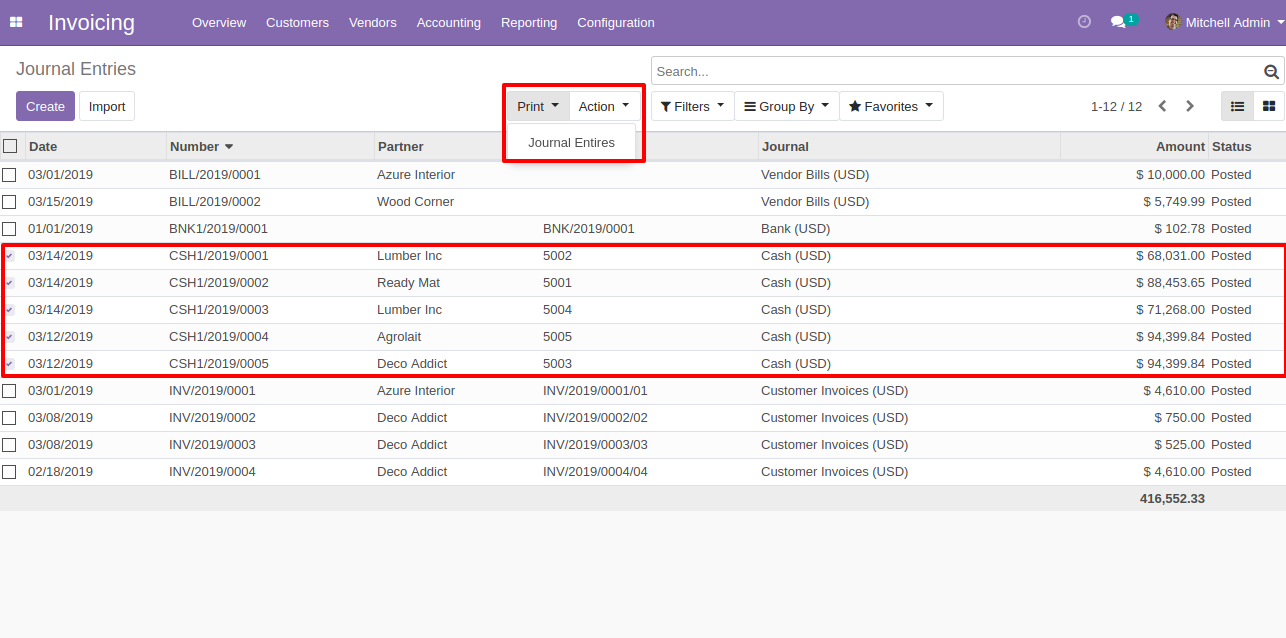 Invoicing Overview Customers Vendors Accounting Reporting Configuration 1 Mitchell Admin
Journal Entries Search...
Create Import Print Action Filters Group By Favorites 1-12 / 12
Journal Entires
Date Number Partner Journal Amount Status
03/01/2019 BILL/2019/0001 Azure Interior Vendor Bills (USD) $ 10,000.00 Posted
03/15/2019 BILL/2019/0002 Wood Corner Vendor Bills (USD) $ 5,749.99 Posted
01/01/2019 BNK1/2019/0001 BNK/2019/0001 Bank (USD) $ 102.78 Posted
03/14/2019 CSH1/2019/0001 Lumber Inc 5002 Cash (USD) $ 68,031.00 Posted
03/14/2019 CSH1/2019/0002 Ready Mat 5001 Cash (USD) $ 88,453.65 Posted
03/14/2019 CSH1/2019/0003 Lumber Inc 5004 Cash (USD) $ 71,268.00 Posted
03/12/2019 CSH1/2019/0004 Agrolait 5005 Cash (USD) $ 94,399.84 Posted
03/12/2019 CSH1/2019/0005 Deco Addict 5003 Cash (USD) $ 94,399.84 Posted
03/01/2019 INV/2019/0001 Azure Interior INV/2019/0001/01 Customer Invoices (USD) $ 4,610.00 Posted
03/08/2019 INV/2019/0002 Deco Addict INV/2019/0002/02 Customer Invoices (USD) $ 750.00 Posted
03/08/2019 INV/2019/0003 Deco Addict INV/2019/0003/03 Customer Invoices (USD) $ 525.00 Posted
02/18/2019 INV/2019/0004 Deco Addict INV/2019/0004/04 Customer Invoices (USD) $ 4,610.00 Posted
416,552.33